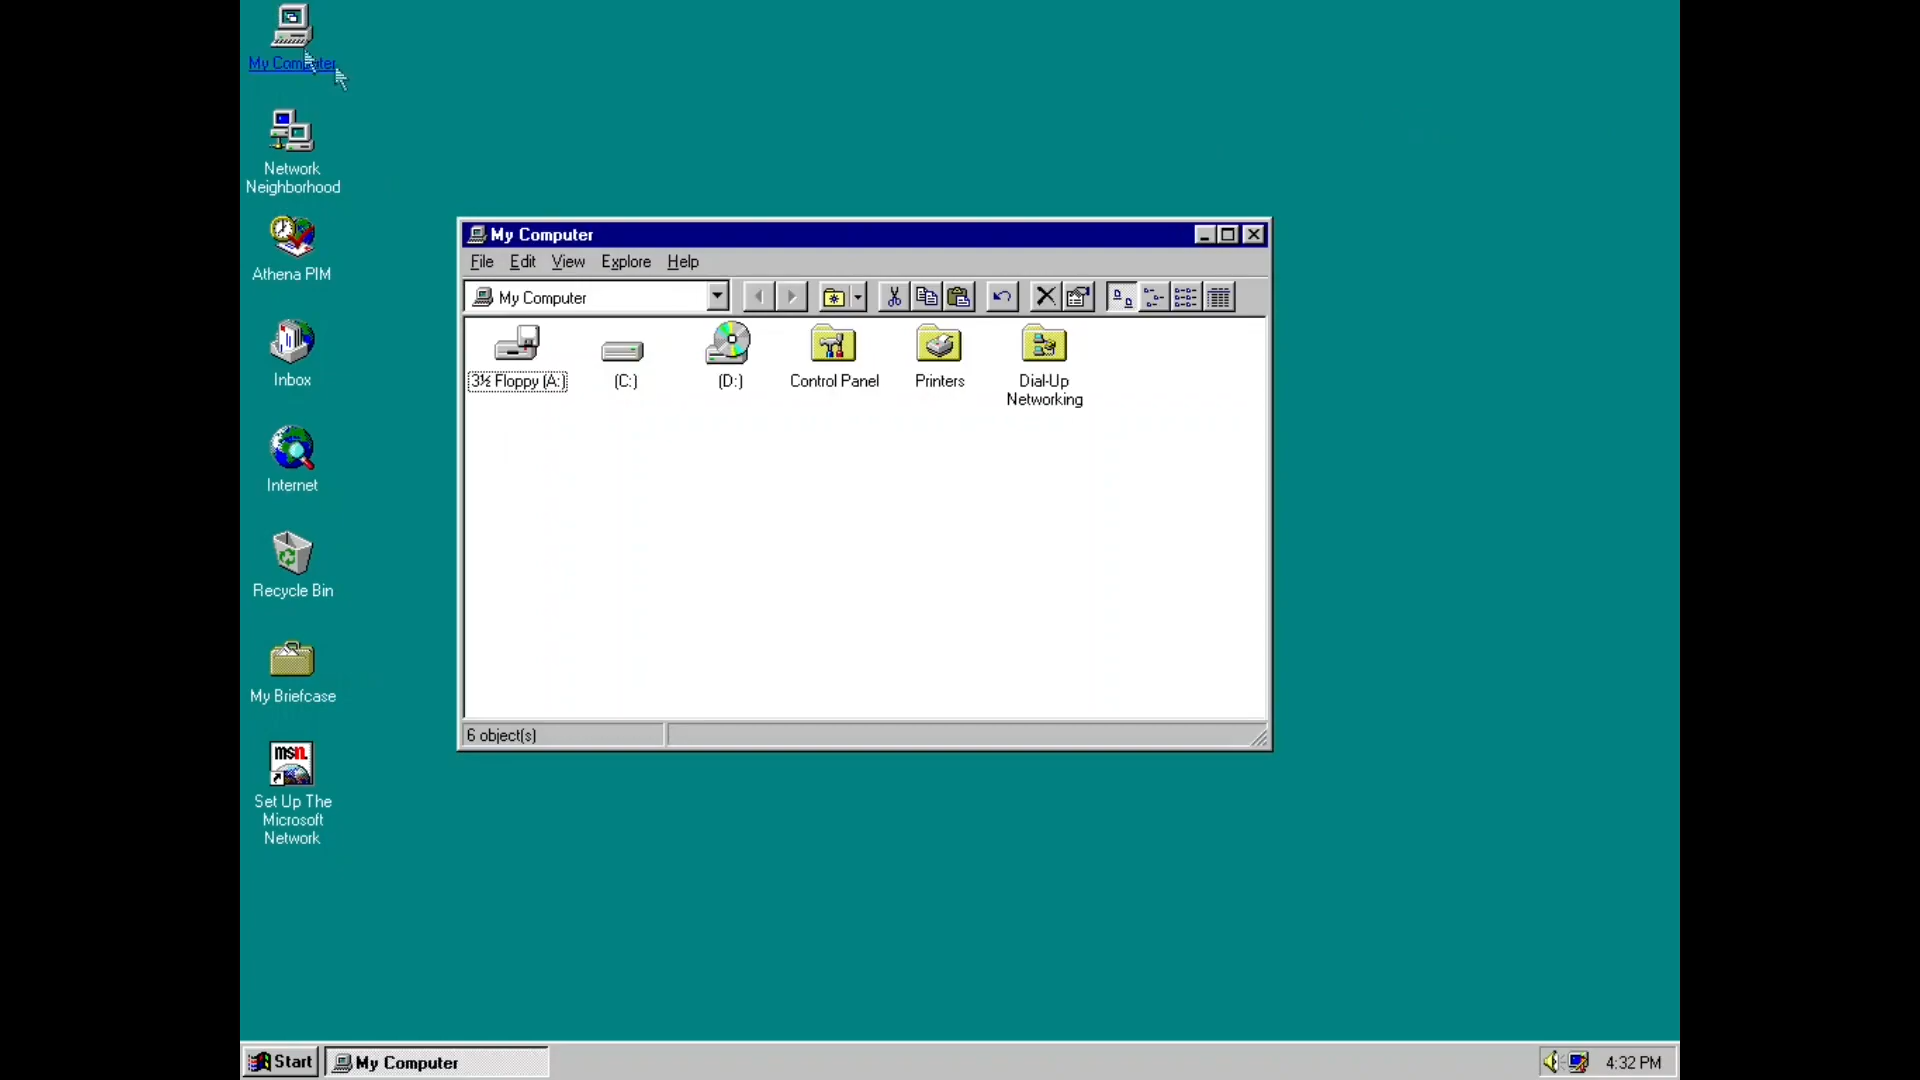 My Computer
Network
Neighborhood
Athena PIM
Inbox
Internet
Recycle Bin
My Briefcase
msn.
Set Up The
Microsoft
Network
My Computer
File Edit View Explore Help
My Computer
3½ Floppy (A:) (C:) (D:) Control Panel Printers Dial-Up
Networking
6 object(s)
Start My Computer 4:32 PM